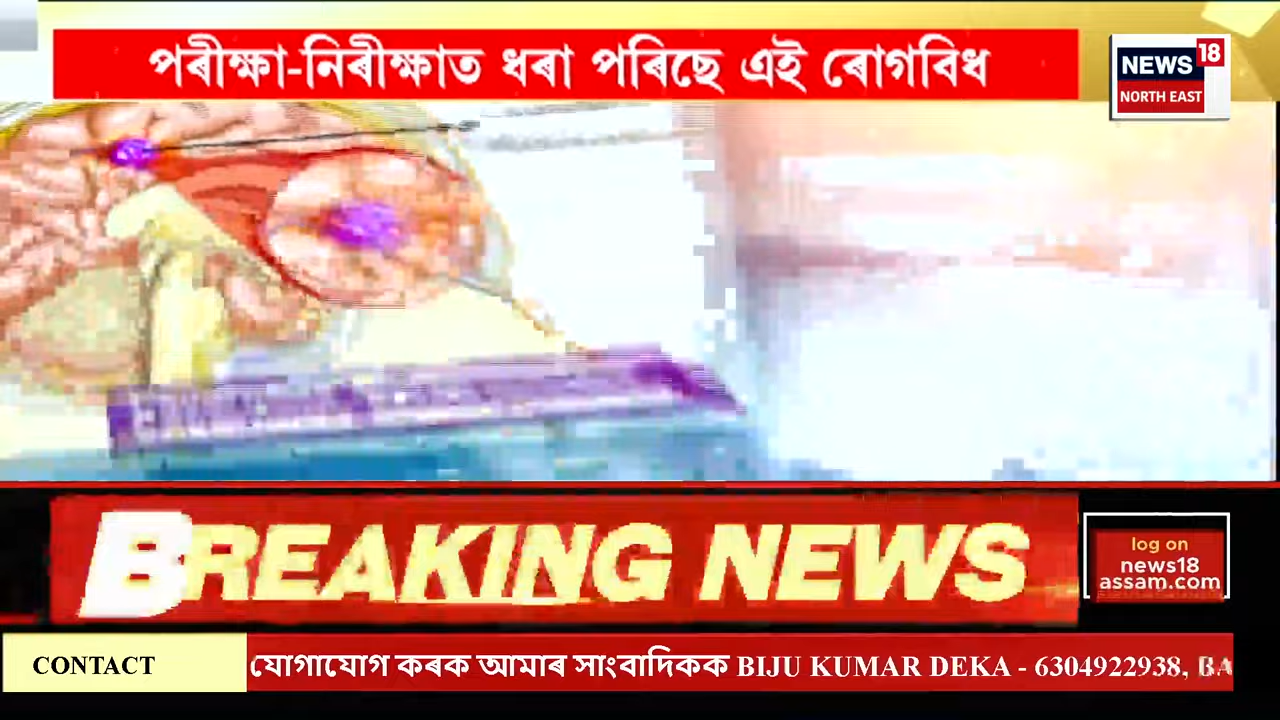 পৰীক্ষা-নিৰীক্ষাত ধৰা পৰিছে এই ৰোগবিধ
NEWS 18
NORTH EAST
BREAKING NEWS
log on
news18
assam.com
CONTACT
যোগাযোগ কৰক আমাৰ সাংবাদিকক BIJU KUMAR DEKA - 6304922938,